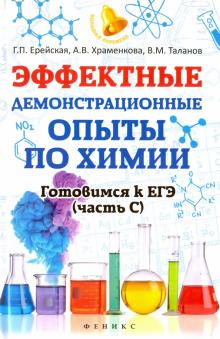 Г.П. Ерейская, А.В. Храменкова, В.М. Таланов
ЭФФЕКТНЫЕ
ДЕМОНСТРАЦИОННЫЕ
ОПЫТЫ
ПО ХИМИИ
Готовимся к ЕГЭ
(часть С)
ФЕНИКС